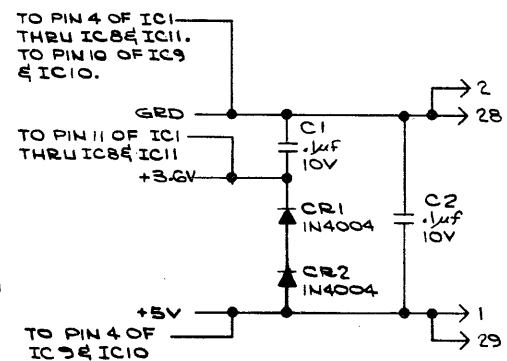 TO PIN 4 OF IC1
THRU IC8 & IC11.
TO PIN 10 OF IC9
& IC10.
2
GRD
28
TO PIN 11 OF IC1
THRU IC8 & IC11
C1
.1μf
10V
+3.6V
CR1
1N4004
C2
.1μf
10V
CR2
1N4004
+5V
1
TO PIN 4 OF
IC9 & IC10
29